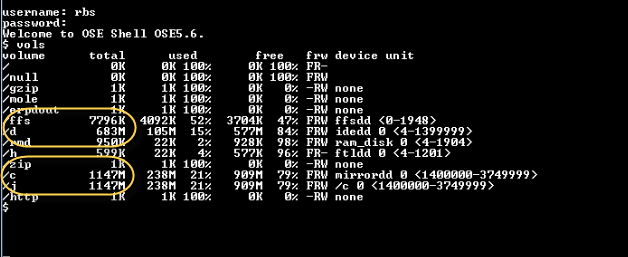 username: rbs
password:
Welcome to OSE Shell OSE5.6.
$ vols
volume total used free frw device unit
/ 0K 0K 100% 0K 0K 100% FR-
/null 0K 0K 100% 0K 0K 100% FRW
/gzip 1K 1K 100% 0K 0% -RW none
/mole 1K 1K 100% 0K 0% -RW none
/erpdout 1K 1K 100% 0K 0% -RW none
/ffs 7796K 4092K 52% 3704K 47% FRW ffsdd <0-1948>
/d 683M 105M 15% 577M 84% FRW idedd 0 <4-1399999>
/rmd 950K 22K 2% 928K 98% FRW ram_disk 0 <4-1904>
/h 599K 22K 4% 577K 96% FR- ftldd 0 <4-1201>
/zip 1K 1K 100% 0K 0% -RW none
/c 1147M 238M 21% 909M 79% FRW mirrordd 0 <1400000-3749999>
/j 1147M 238M 21% 909M 79% FRW /c 0 <1400000-3749999>
/http 1K 1K 100% 0K 0% -RW none
$